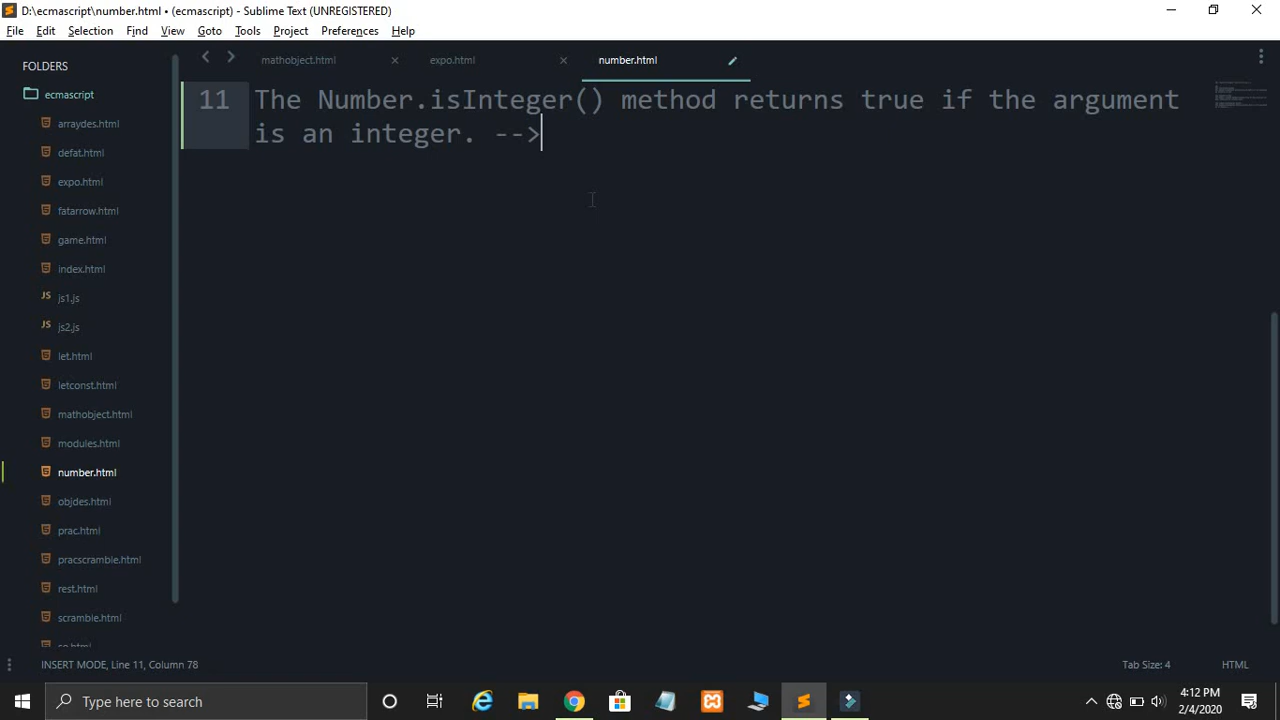 D:\ecmascript\number.html • (ecmascript) - Sublime Text (UNREGISTERED)
File Edit Selection Find View Goto Tools Project Preferences Help
FOLDERS
ecmascript
arraydes.html
defat.html
expo.html
fatarrow.html
game.html
index.html
js1.js
js2.js
let.html
letconst.html
mathobject.html
modules.html
number.html
objdes.html
prac.html
pracscramble.html
rest.html
scramble.html
mathobject.html expo.html number.html
11 The Number.isInteger() method returns true if the argument
is an integer. -->
INSERT MODE, Line 11, Column 78 Tab Size: 4 HTML
Type here to search
4:12 PM
2/4/2020